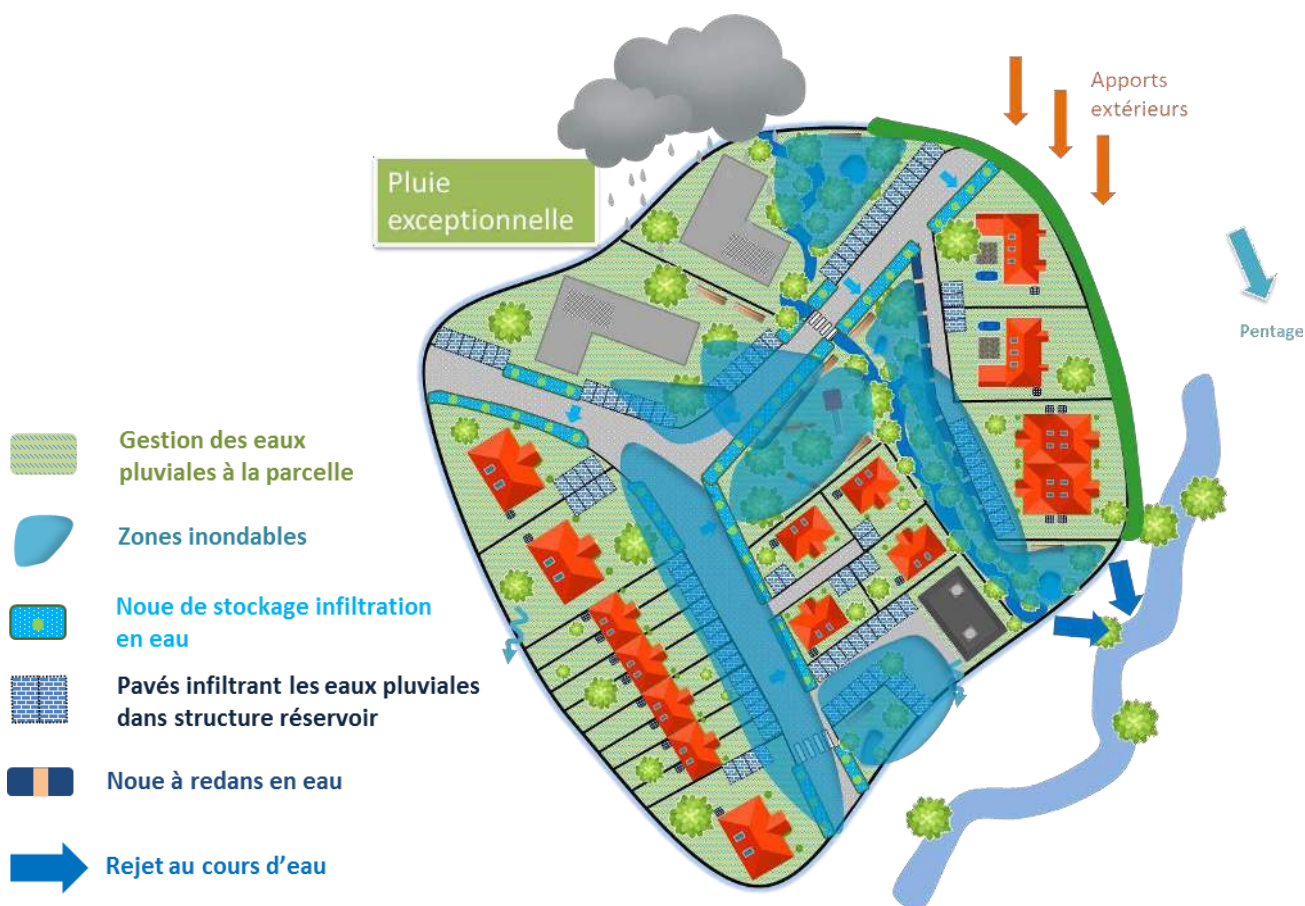 Apports
extérieurs
Pluie
exceptionnelle
Pentage
Gestion des eaux
pluviales à la parcelle
Zones inondables
Noue de stockage infiltration
en eau
Pavés infiltrant les eaux pluviales
dans structure réservoir
Noue à redans en eau
Rejet au cours d'eau